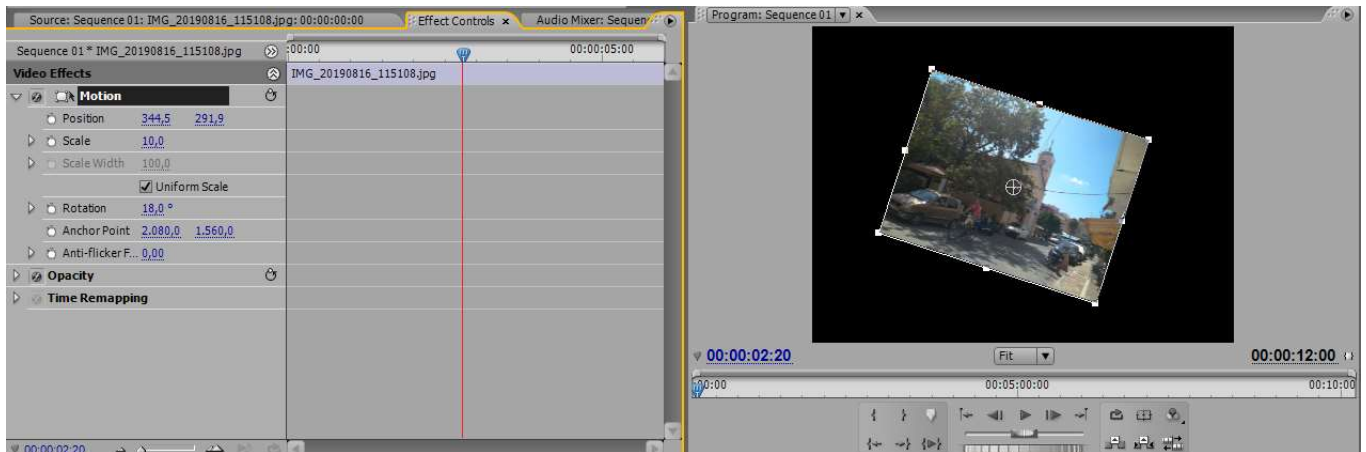 Source: Sequence 01: IMG_20190816_115108.jpg: 00:00:00:00
Effect Controls ×
Audio Mixer: Sequen
Sequence 01 * IMG_20190816_115108.jpg
:00:00
00:00:05:00
Video Effects
IMG_20190816_115108.jpg
Motion
Position 344,5 291,9
Scale 10,0
Scale Width 100,0
Uniform Scale
Rotation 18,0 °
Anchor Point 2.080,0 1.560,0
Anti-flicker F... 0,00
Opacity
Time Remapping
00:00:02:20
Program: Sequence 01 ×
00:00:02:20
Fit
00:00:12:00
00:00
00:05:00:00
00:10:00